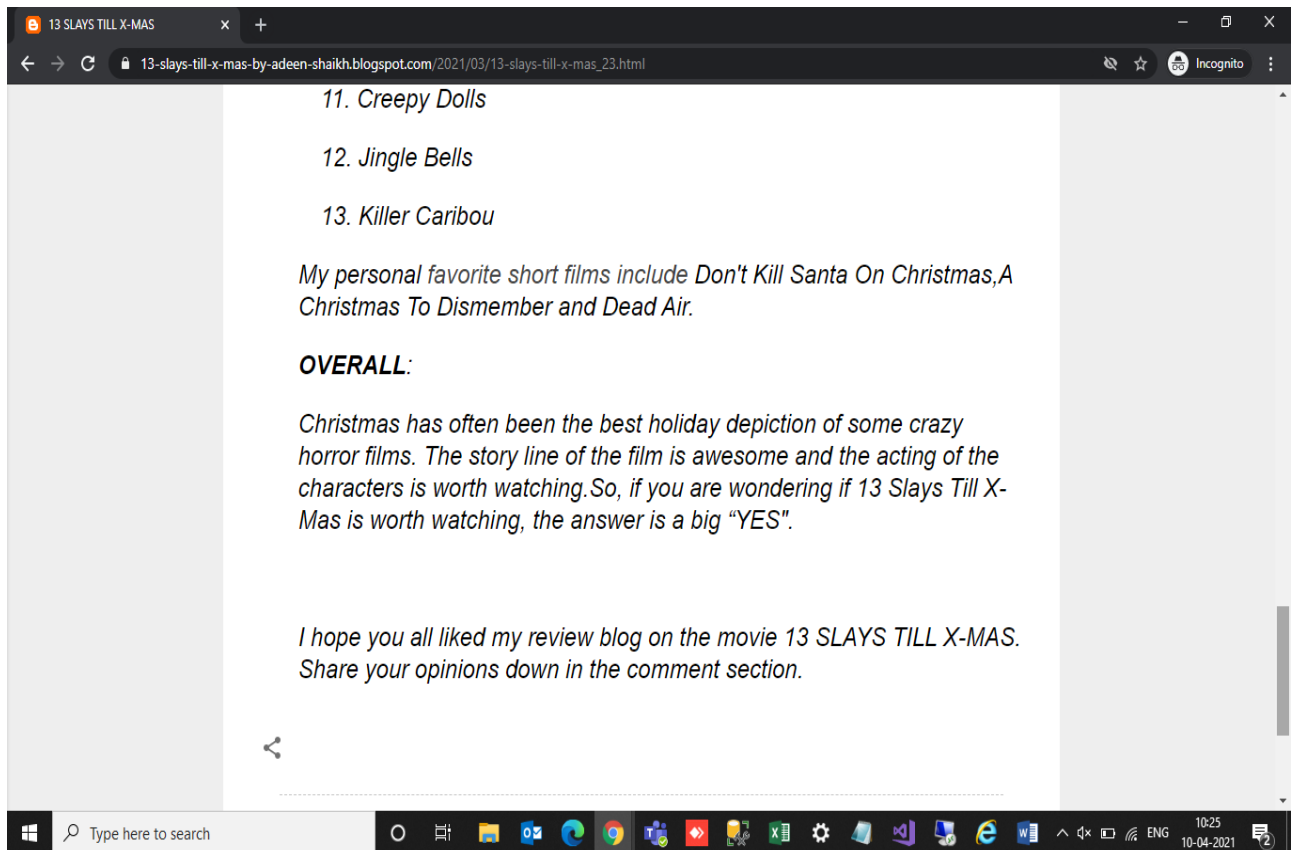 13 SLAYS TILL X-MAS
13-slays-till-x-mas-by-adeen-shaikh.blogspot.com/2021/03/13-slays-till-x-mas_23.html
Incognito
11. Creepy Dolls
12. Jingle Bells
13. Killer Caribou
My personal favorite short films include Don't Kill Santa On Christmas,A
Christmas To Dismember and Dead Air.
OVERALL:
Christmas has often been the best holiday depiction of some crazy
horror films. The story line of the film is awesome and the acting of the
characters is worth watching.So, if you are wondering if 13 Slays Till X-
Mas is worth watching, the answer is a big “YES".
I hope you all liked my review blog on the movie 13 SLAYS TILL X-MAS.
Share your opinions down in the comment section.
Type here to search
ENG
10:25
10-04-2021
2